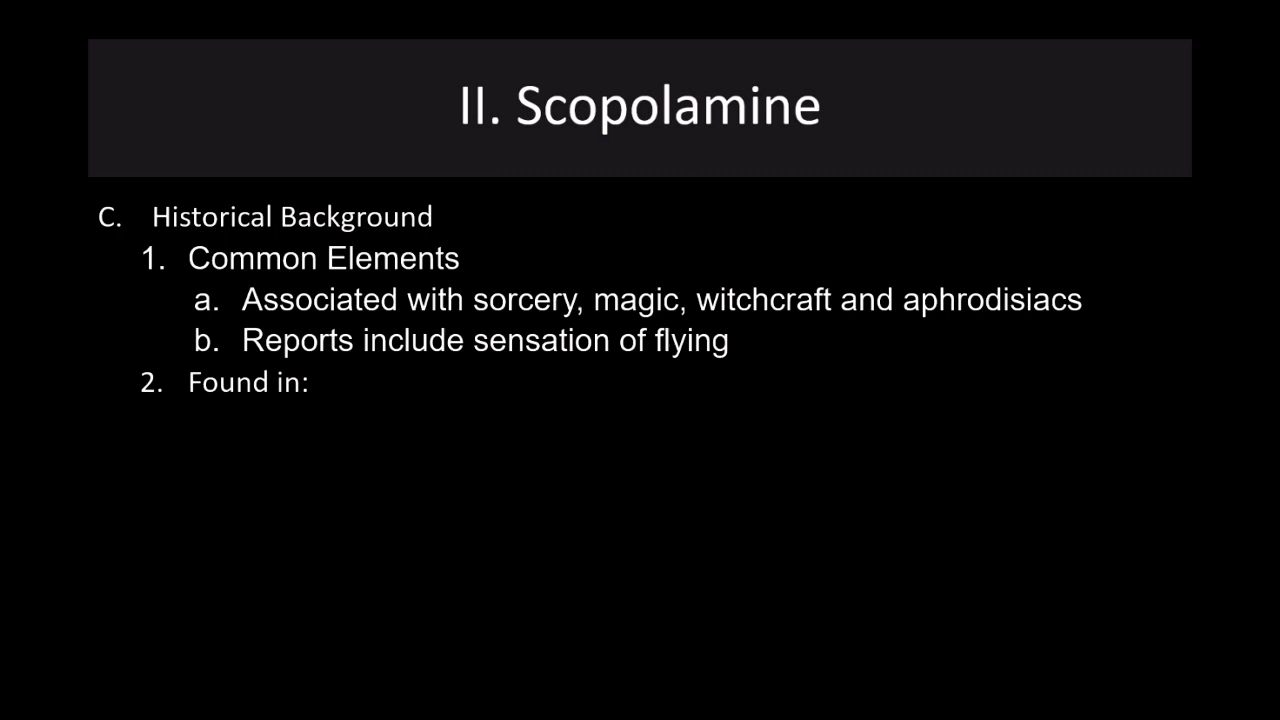 II. Scopolamine
C. Historical Background
1. Common Elements
a. Associated with sorcery, magic, witchcraft and aphrodisiacs
b. Reports include sensation of flying
2. Found in: